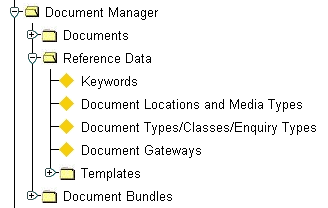 Document Manager
Documents
Reference Data
Keywords
Document Locations and Media Types
Document Types/Classes/Enquiry Types
Document Gateways
Templates
Document Bundles